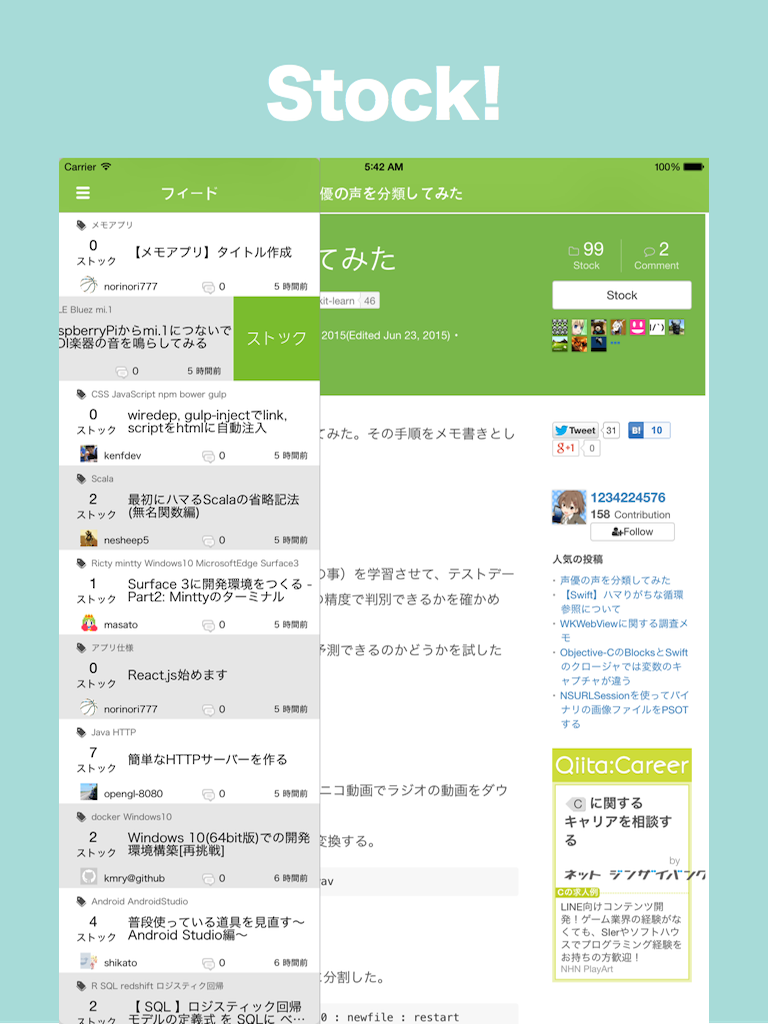 Stock!
Carrier
5:42 AM
100%
フィード
優の声を分類してみた
メモアプリ
0
ストック
【メモアプリ】タイトル作成
norinori777
0
5 時間前
LE Bluez mi.1
spberryPiからmi.1につないで
DI楽器の音を鳴らしてみる
0
5 時間前
ストック
CSS JavaScript npm bower gulp
0
ストック
wiredep, gulp-injectでlink,
scriptをhtmlに自動注入
kenfdev
0
5 時間前
Scala
2
ストック
最初にハマるScalaの省略記法
(無名関数編)
nesheep5
0
5 時間前
Ricty mintty Windows10 MicrosoftEdge Surface3
1
ストック
Surface 3に開発環境をつくる -
Part2: Minttyのターミナル
masato
0
5 時間前
アプリ仕様
0
ストック
React.js始めます
norinori777
0
5 時間前
Java HTTP
7
ストック
簡単なHTTPサーバーを作る
opengl-8080
0
5 時間前
docker Windows10
2
ストック
Windows 10(64bit版)での開発
環境構築[再挑戦]
kmry@github
0
6 時間前
Android AndroidStudio
4
ストック
普段使っている道具を見直す〜
Android Studio編〜
shikato
0
6 時間前
R SQL redshift ロジスティク回帰
2
ストック
【 SQL 】ロジスティック回帰
モデルの定義式 を SQLに べ…
てみた
kit-learn 46
2015(Edited Jun 23, 2015) •
99
Stock
2
Comment
Stock
てみた。その手順をメモ書きとし
の事）を学習させて、テストデー
の精度で判別できるかを確かめ
予測できるのかどうかを試した
ニコ動画でラジオの動画をダウ
変換する。
wav
に分割した。
0 : newfile : restart
Tweet
31
B!
10
g+1
0
1234224576
158 Contribution
Follow
人気の投稿
・声優の声を分類してみた
・【Swift】ハマりがちな循環
参照について
・WKWebViewに関する調査メ
モ
・Objective-CのBlocksとSwift
のクロージャでは変数のキ
ャプチャが違う
・NSURLSessionを使ってバイ
ナリの画像ファイルをPSOT
する
Qiita:Career
C に関する
キャリアを相談す
る
by
ネット ジンザイバンク
Cの求人例
LINE向けコンテンツ開
発！ゲーム業界の経験がな
くても、SIerやソフトハウ
スでプログラミング経験を
お持ちの方歓迎！
NHN PlayArt